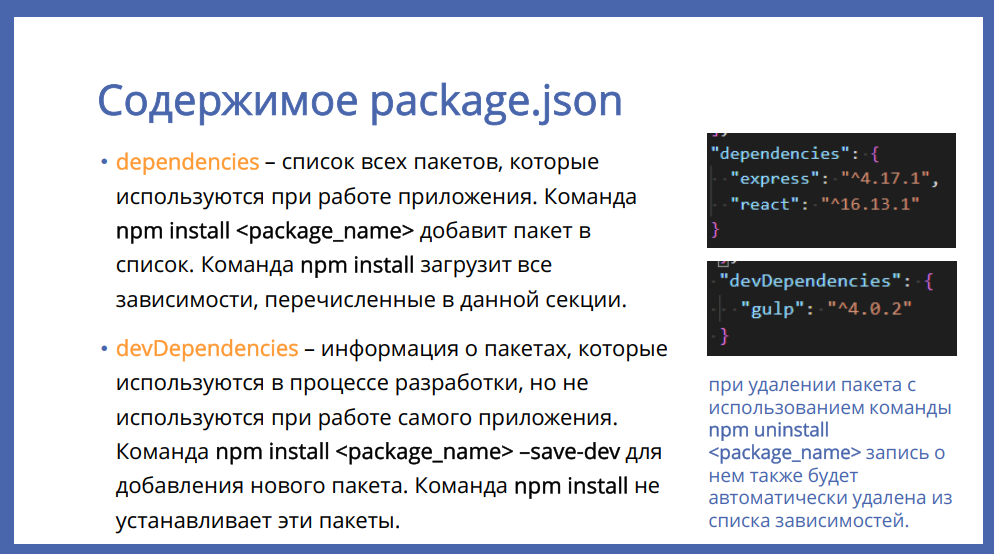 Содержимое package.json
• dependencies – список всех пакетов, которые
используются при работе приложения. Команда
npm install <package_name> добавит пакет в
список. Команда npm install загрузит все
зависимости, перечисленные в данной секции.
• devDependencies – информация о пакетах, которые
используются в процессе разработки, но не
используются при работе самого приложения.
Команда npm install <package_name> –save-dev для
добавления нового пакета. Команда npm install не
устанавливает эти пакеты.
"dependencies": {
"express": "^4.17.1",
"react": "^16.13.1"
}
"devDependencies": {
"gulp": "^4.0.2"
}
при удалении пакета с
использованием команды
npm uninstall
<package_name> запись о
нем также будет
автоматически удалена из
списка зависимостей.